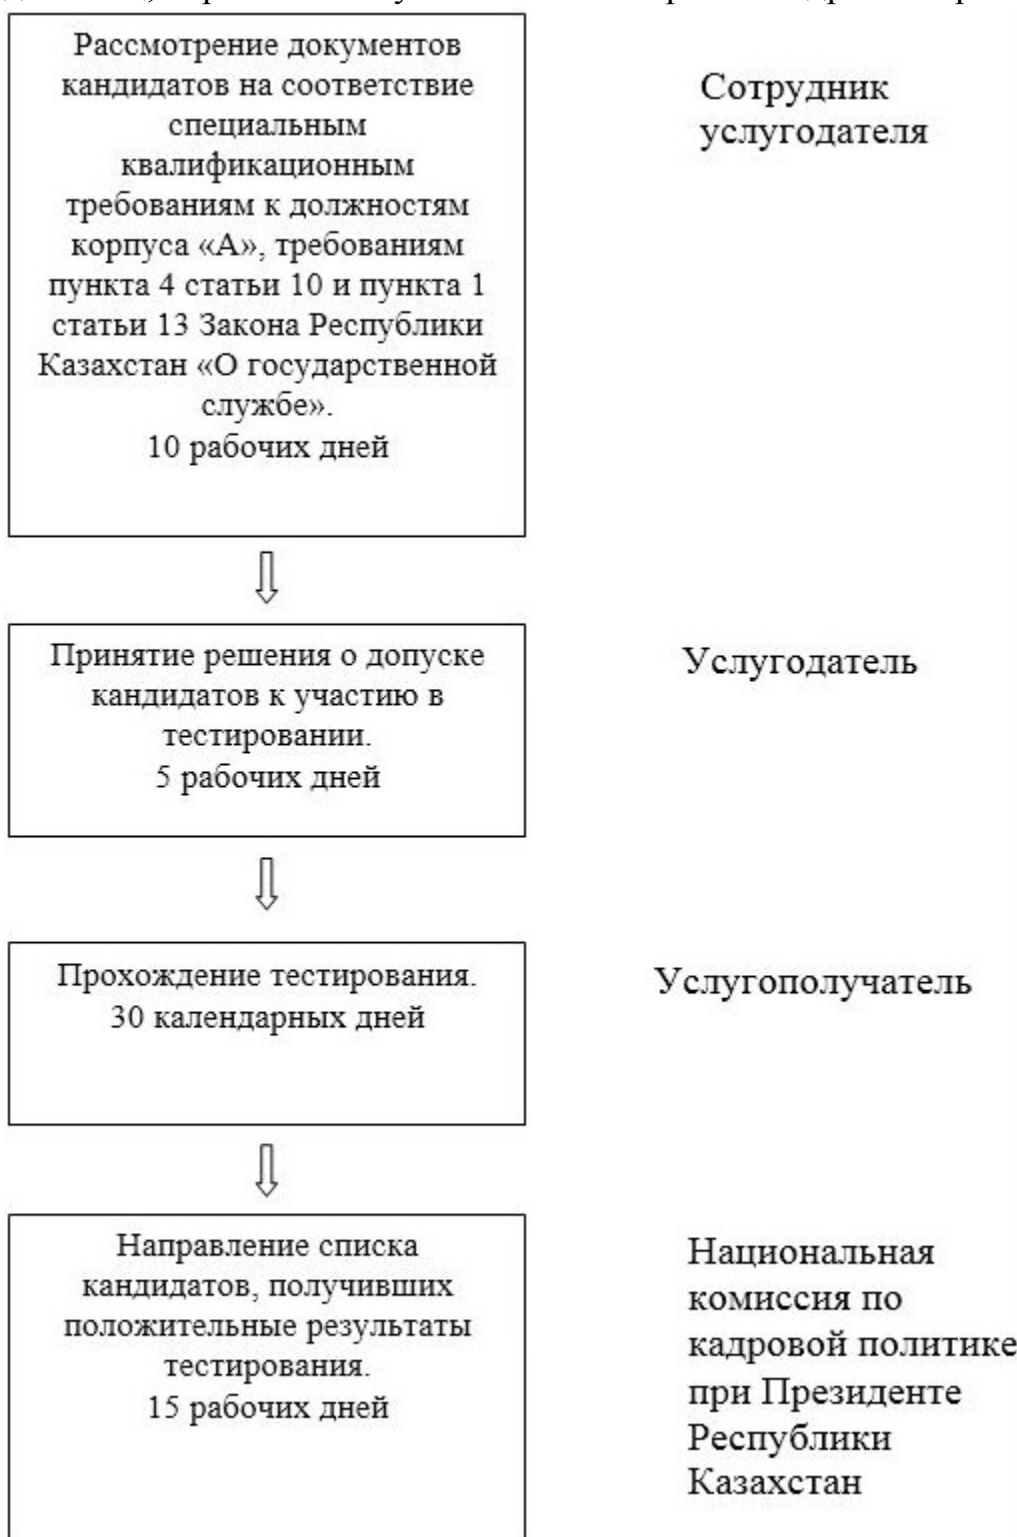 Рассмотрение документов
кандидатов на соответствие
специальным
квалификационным
требованиям к должностям
корпуса «А», требованиям
пункта 4 статьи 10 и пункта 1
статьи 13 Закона Республики
Казахстан «О государственной
службе».
10 рабочих дней
Сотрудник
услугодателя
Принятие решения о допуске
кандидатов к участию в
тестировании.
5 рабочих дней
Услугодатель
Прохождение тестирования.
30 календарных дней
Услугополучатель
Направление списка
кандидатов, получивших
положительные результаты
тестирования.
15 рабочих дней
Национальная
комиссия по
кадровой политике
при Президенте
Республики
Казахстан